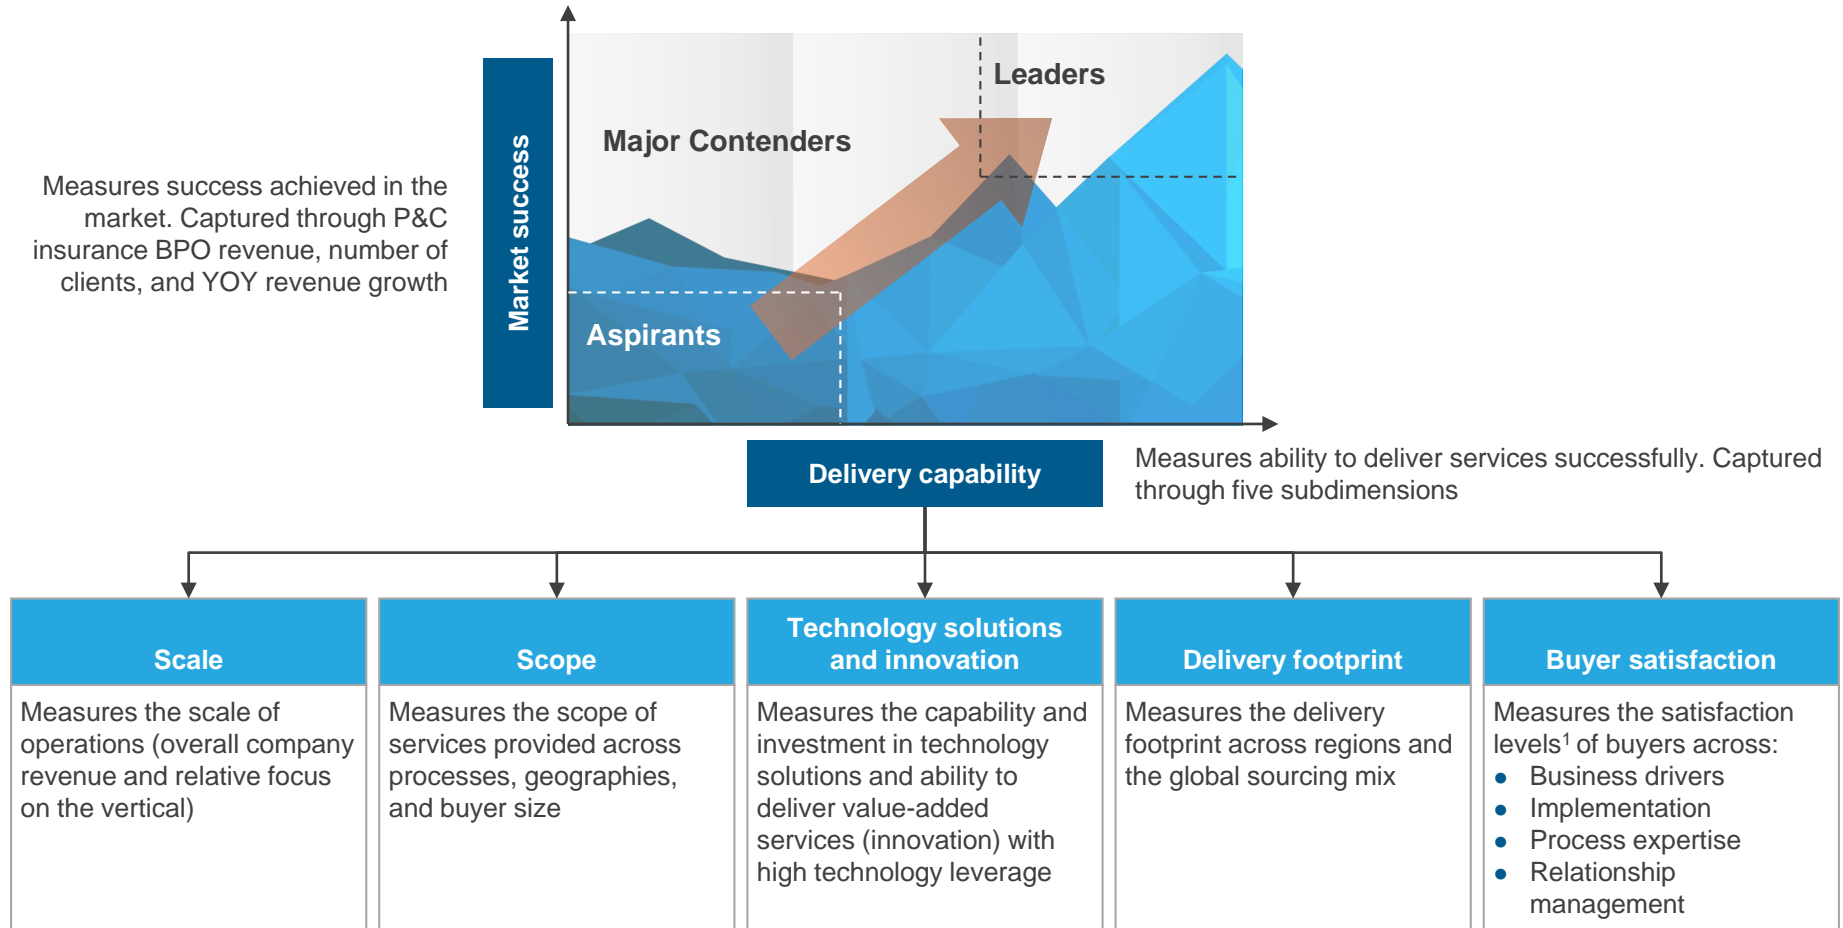 Leaders
Major Contenders
Aspirants
Market success
Measures success achieved in the
market. Captured through P&C
insurance BPO revenue, number of
clients, and YOY revenue growth
Delivery capability
Measures ability to deliver services successfully. Captured
through five subdimensions
Scale
Measures the scale of
operations (overall company
revenue and relative focus
on the vertical)
Scope
Measures the scope of
services provided across
processes, geographies,
and buyer size
Technology solutions
and innovation
Measures the capability and
investment in technology
solutions and ability to
deliver value-added
services (innovation) with
high technology leverage
Delivery footprint
Measures the delivery
footprint across regions and
the global sourcing mix
Buyer satisfaction
Measures the satisfaction
levels¹ of buyers across:
● Business drivers
● Implementation
● Process expertise
● Relationship
management